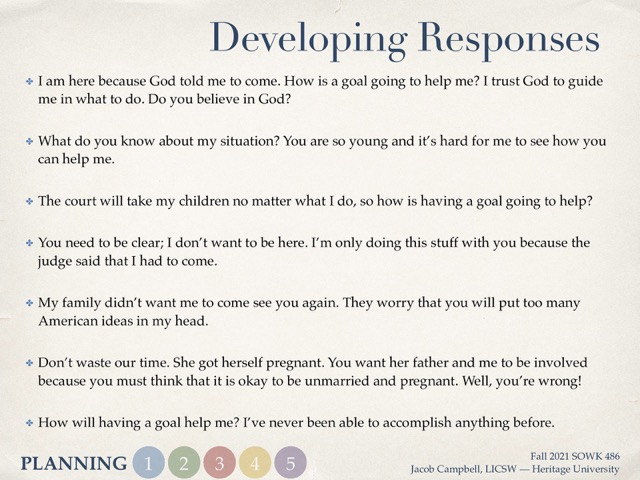 Developing Responses
✤ I am here because God told me to come. How is a goal going to help me? I trust God to guide
me in what to do. Do you believe in God?
✤ What do you know about my situation? You are so young and it’s hard for me to see how you
can help me.
✤ The court will take my children no matter what I do, so how is having a goal going to help?
✤ You need to be clear; I don’t want to be here. I’m only doing this stuff with you because the
judge said that I had to come.
✤ My family didn’t want me to come see you again. They worry that you will put too many
American ideas in my head.
✤ Don’t waste our time. She got herself pregnant. You want her father and me to be involved
because you must think that it is okay to be unmarried and pregnant. Well, you’re wrong!
✤ How will having a goal help me? I’ve never been able to accomplish anything before.
PLANNING 1 2 3 4 5
Fall 2021 SOWK 486
Jacob Campbell, LICSW — Heritage University